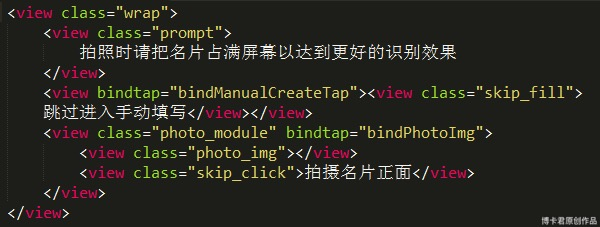 <view class="wrap">
    <view class="prompt">
        拍照时请把名片占满屏幕以达到更好的识别效果
    </view>
    <view bindtap="bindManualCreateTap"><view class="skip_fill">
    跳过进入手动填写</view></view>
    <view class="photo_module" bindtap="bindPhotoImg">
        <view class="photo_img"></view>
        <view class="skip_click">拍摄名片正面</view>
    </view>
</view>
博卡君原创作品